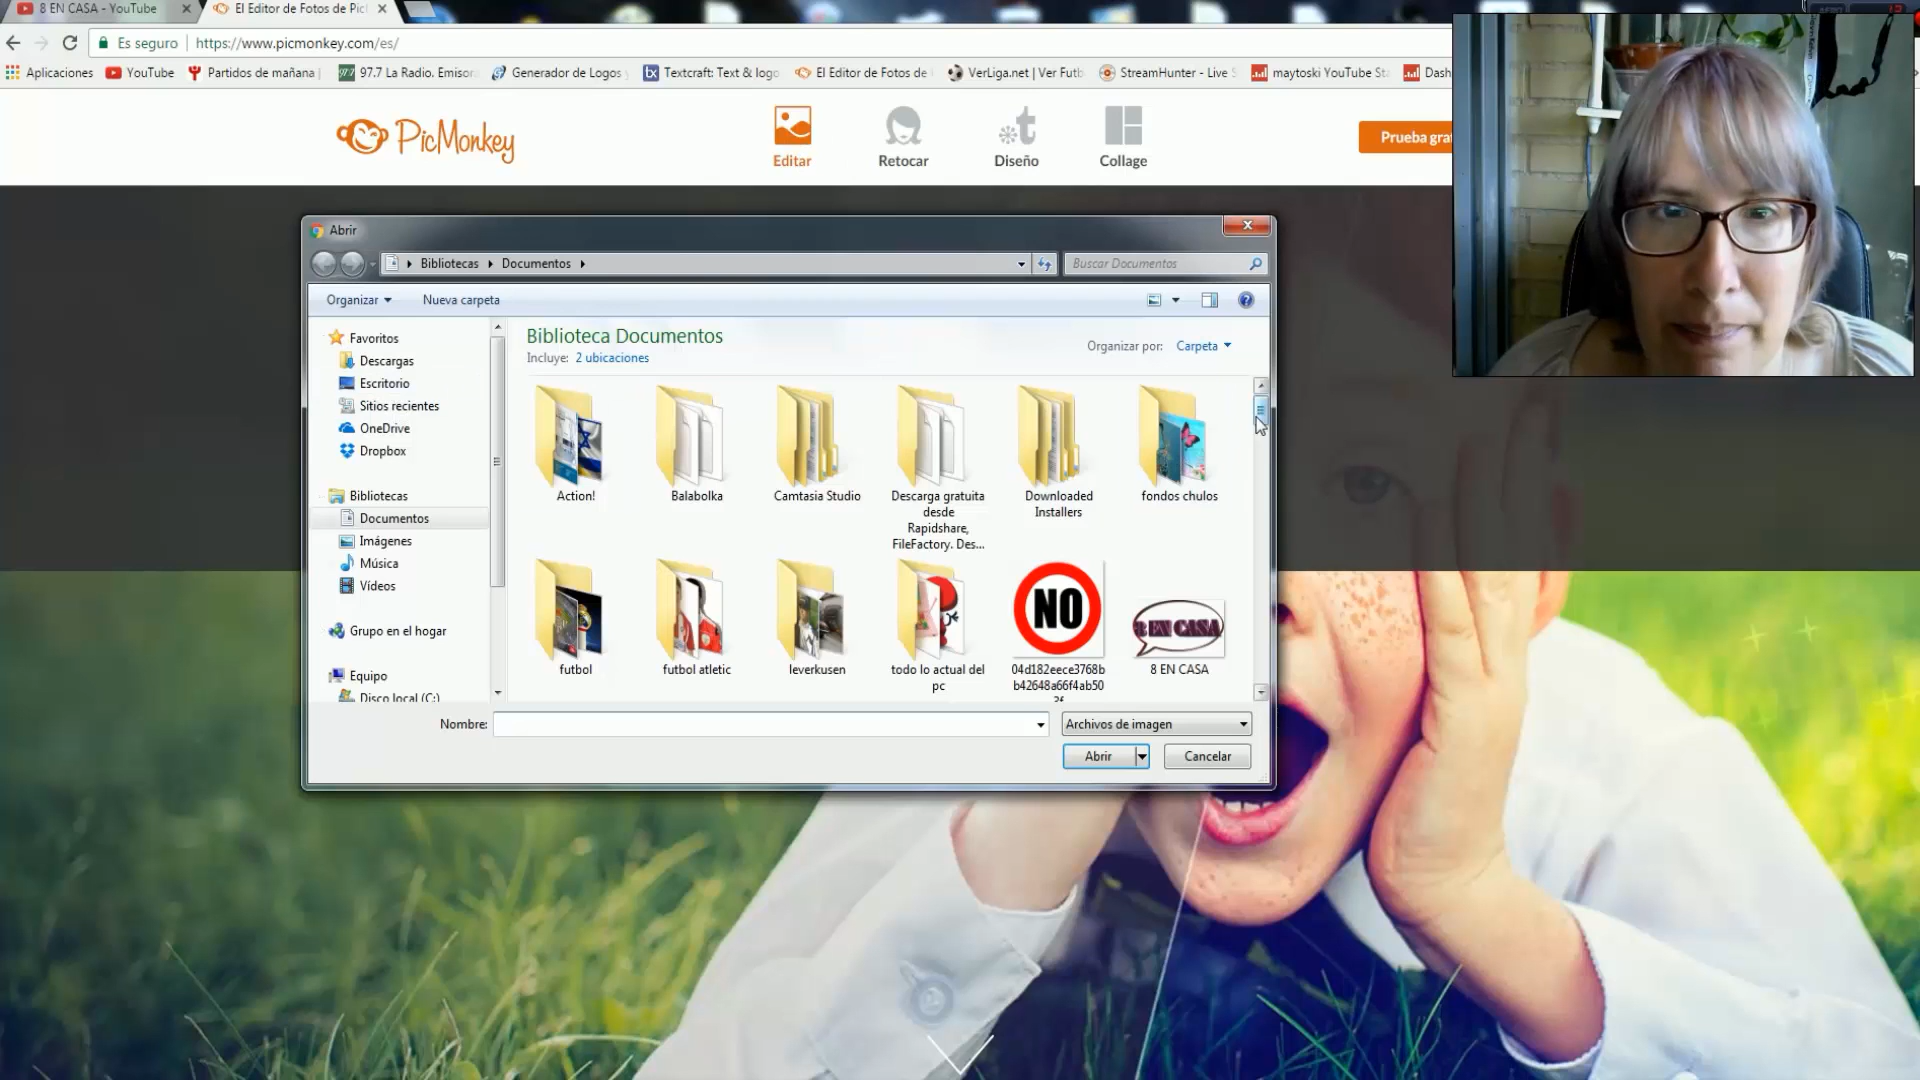 8 EN CASA - YouTube
El Editor de Fotos de Pic
Es seguro
https://www.picmonkey.com/es/
Aplicaciones
YouTube
Partidos de mañana
97.7 La Radio. Emisor
Generador de Logos
Textcraft: Text & logo
El Editor de Fotos de
VerLiga.net | Ver Futb
StreamHunter - Live S
maytoski YouTube Sta
Dash
PicMonkey
Editar
Retocar
Diseño
Collage
Prueba gra
Abrir
Bibliotecas
Documentos
Buscar Documentos
Organizar
Nueva carpeta
Favoritos
Descargas
Escritorio
Sitios recientes
OneDrive
Dropbox
Bibliotecas
Documentos
Imágenes
Música
Vídeos
Grupo en el hogar
Equipo
Disco local (C:)
Biblioteca Documentos
Incluye: 2 ubicaciones
Organizar por: Carpeta
Action!
Balabolka
Camtasia Studio
Descarga gratuita
desde
Rapidshare,
FileFactory. Des...
Downloaded
Installers
fondos chulos
futbol
futbol atletic
leverkusen
todo lo actual del
pc
NO
04d182eece3768b
b42648a66f4ab50
8 EN CASA
8 EN CASA
Nombre:
Archivos de imagen
Abrir
Cancelar